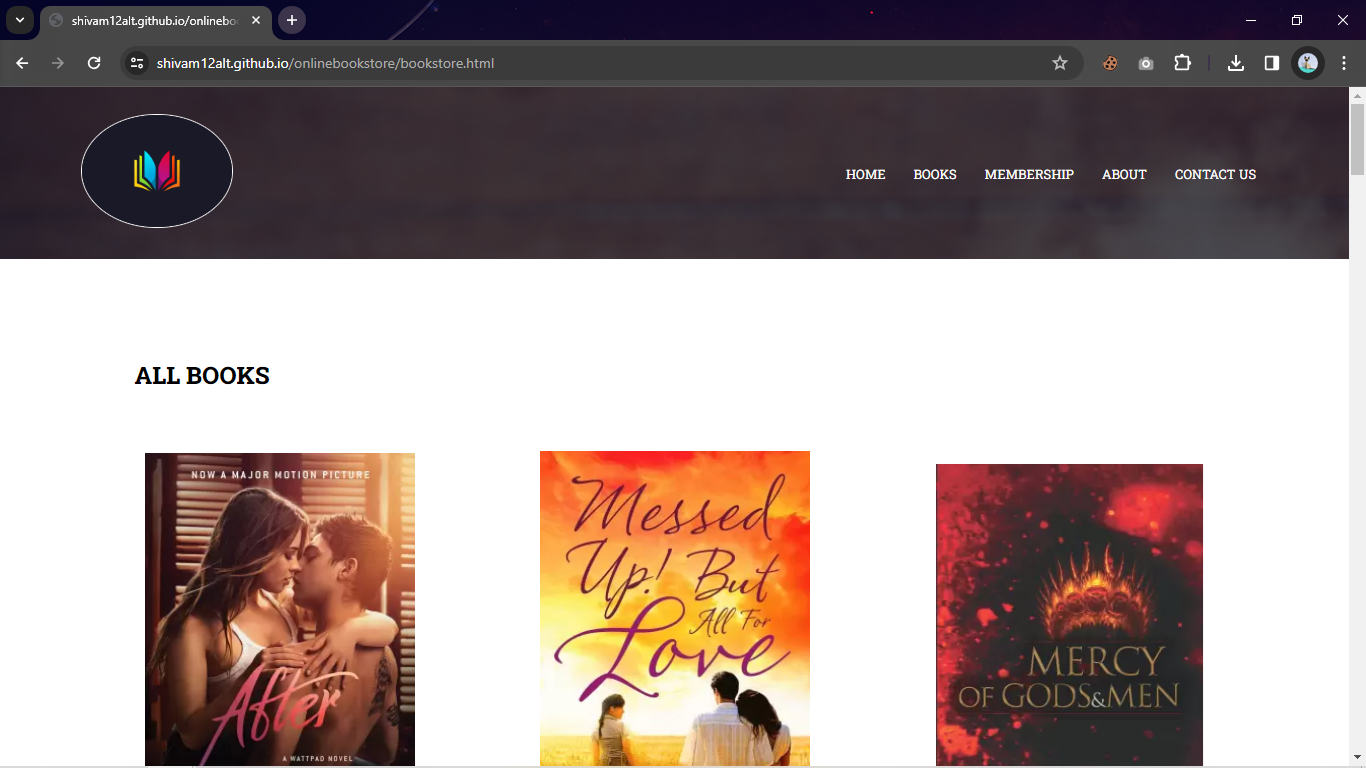 shivam12alt.github.io/onlinebo
shivam12alt.github.io/onlinebookstore/bookstore.html
HOME BOOKS MEMBERSHIP ABOUT CONTACT US
ALL BOOKS
NOW A MAJOR MOTION PICTURE
After
A WATTPAD NOVEL
Messed
Up! But
All For
Love
MERCY
OF GODS&MEN